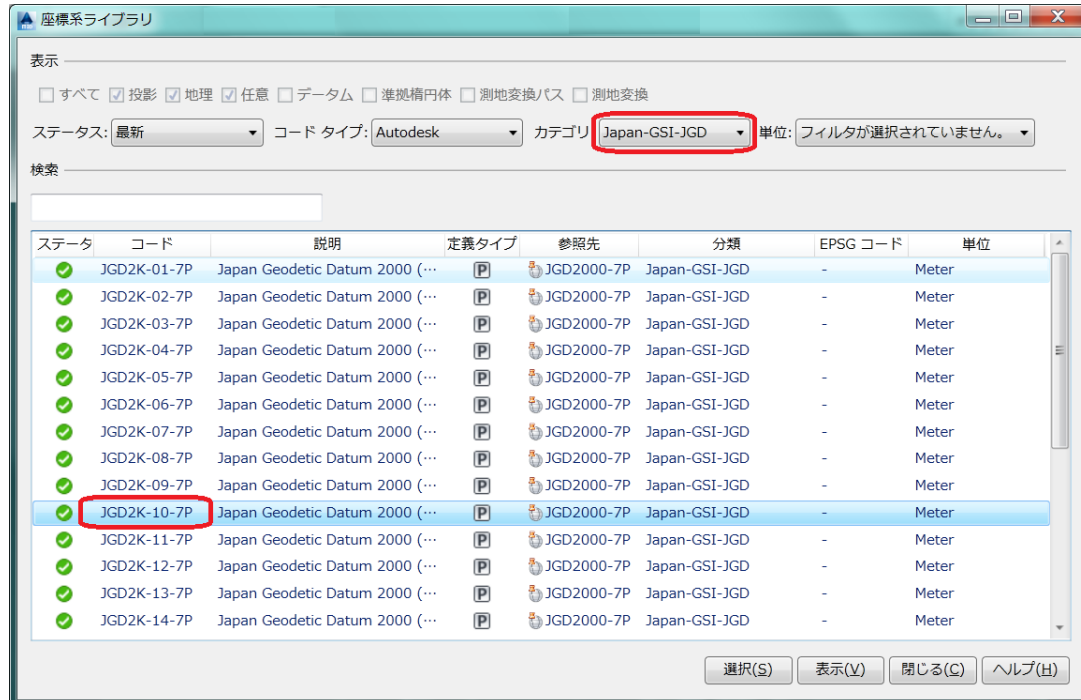 座標系ライブラリ
表示
すべて 投影 地理 任意 データム 準拠楕円体 測地変換パス 測地変換
ステータス: 最新 コード タイプ: Autodesk カテゴリ Japan-GSI-JGD 単位: フィルタが選択されていません。
検索
ステータ コード 説明 定義タイプ 参照先 分類 EPSG コード 単位
JGD2K-01-7P Japan Geodetic Datum 2000 (… P JGD2000-7P Japan-GSI-JGD - Meter
JGD2K-02-7P Japan Geodetic Datum 2000 (… P JGD2000-7P Japan-GSI-JGD - Meter
JGD2K-03-7P Japan Geodetic Datum 2000 (… P JGD2000-7P Japan-GSI-JGD - Meter
JGD2K-04-7P Japan Geodetic Datum 2000 (… P JGD2000-7P Japan-GSI-JGD - Meter
JGD2K-05-7P Japan Geodetic Datum 2000 (… P JGD2000-7P Japan-GSI-JGD - Meter
JGD2K-06-7P Japan Geodetic Datum 2000 (… P JGD2000-7P Japan-GSI-JGD - Meter
JGD2K-07-7P Japan Geodetic Datum 2000 (… P JGD2000-7P Japan-GSI-JGD - Meter
JGD2K-08-7P Japan Geodetic Datum 2000 (… P JGD2000-7P Japan-GSI-JGD - Meter
JGD2K-09-7P Japan Geodetic Datum 2000 (… P JGD2000-7P Japan-GSI-JGD - Meter
JGD2K-10-7P Japan Geodetic Datum 2000 (… P JGD2000-7P Japan-GSI-JGD - Meter
JGD2K-11-7P Japan Geodetic Datum 2000 (… P JGD2000-7P Japan-GSI-JGD - Meter
JGD2K-12-7P Japan Geodetic Datum 2000 (… P JGD2000-7P Japan-GSI-JGD - Meter
JGD2K-13-7P Japan Geodetic Datum 2000 (… P JGD2000-7P Japan-GSI-JGD - Meter
JGD2K-14-7P Japan Geodetic Datum 2000 (… P JGD2000-7P Japan-GSI-JGD - Meter
選択(S) 表示(V) 閉じる(C) ヘルプ(H)